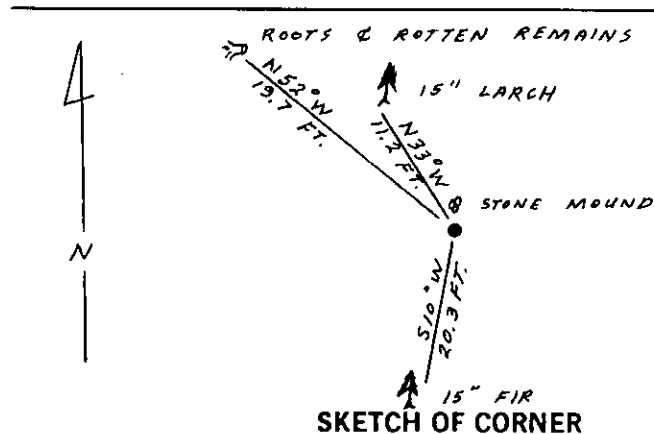 ROOTS & ROTTEN REMAINS
N52°W
19.7 FT.
15" LARCH
N33°W
11.2 FT.
STONE MOUND
N
S10°W
20.3 FT.
15" FIR
SKETCH OF CORNER